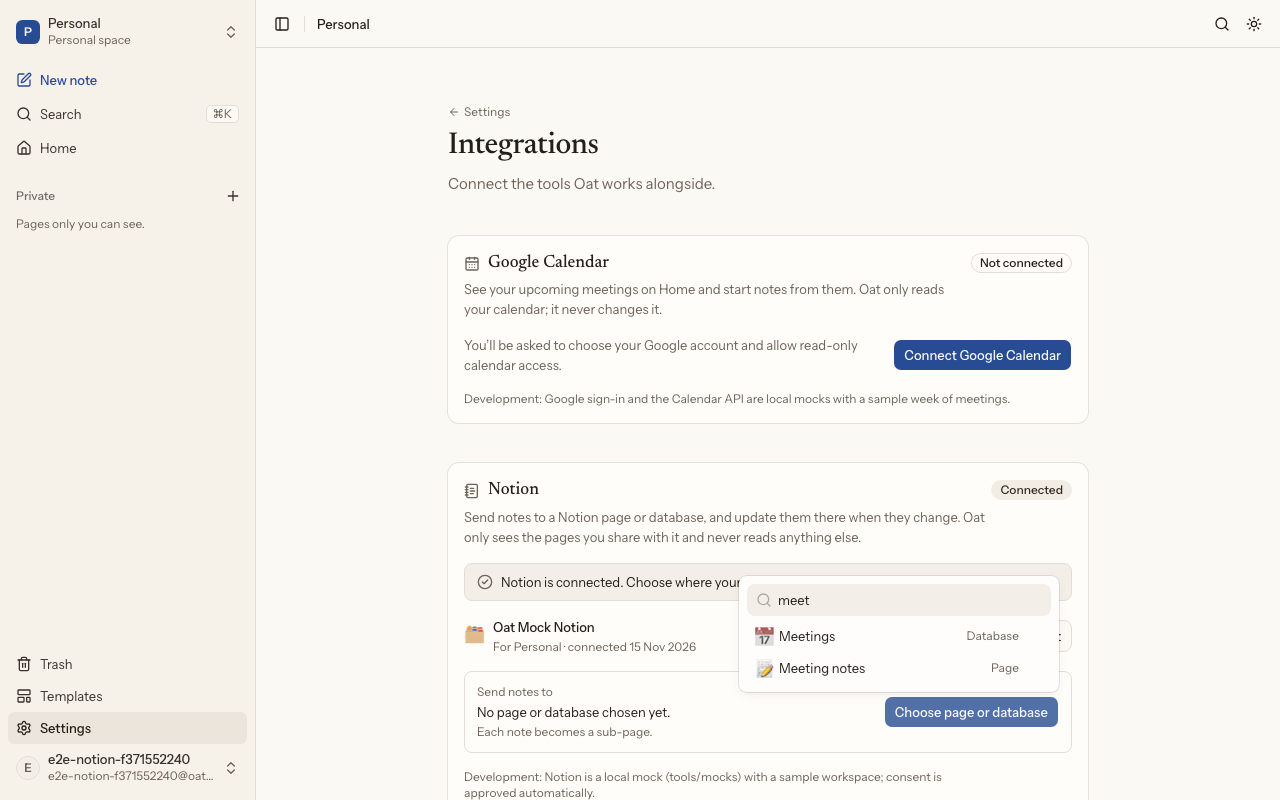 P
Personal
Personal space
New note
Search
⌘K
Home
Private
Pages only you can see.
Trash
Templates
Settings
E
e2e-notion-f371552240
e2e-notion-f371552240@oat…
Personal
Settings
Integrations
Connect the tools Oat works alongside.
Google Calendar
Not connected
See your upcoming meetings on Home and start notes from them. Oat only reads
your calendar; it never changes it.
You’ll be asked to choose your Google account and allow read-only
calendar access.
Connect Google Calendar
Development: Google sign-in and the Calendar API are local mocks with a sample week of meetings.
Notion
Connected
Send notes to a Notion page or database, and update them there when they change. Oat
only sees the pages you share with it and never reads anything else.
Notion is connected. Choose where your
meet
17
Meetings
Database
Meeting notes
Page
Oat Mock Notion
For Personal · connected 15 Nov 2026
Send notes to
No page or database chosen yet.
Each note becomes a sub-page.
Choose page or database
Development: Notion is a local mock (tools/mocks) with a sample workspace; consent is
approved automatically.